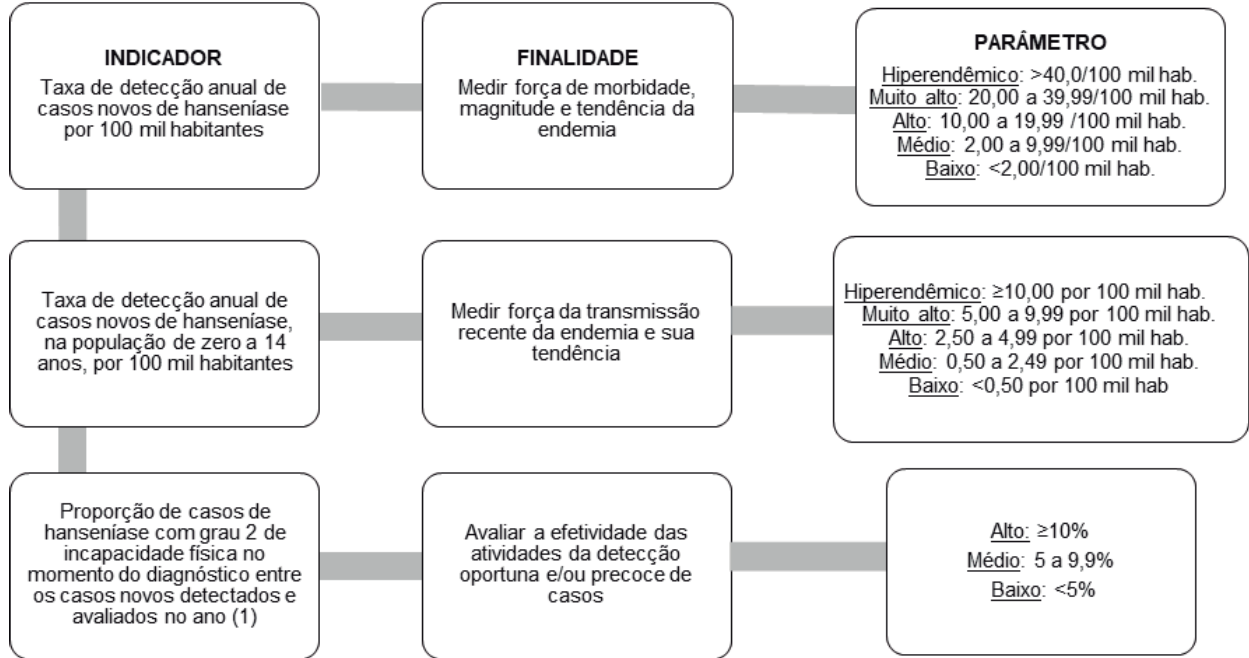 INDICADOR
Taxa de detecção anual de
casos novos de hanseníase
por 100 mil habitantes
FINALIDADE
Medir força de morbidade,
magnitude e tendência da
endemia
PARÂMETRO
Hiperendêmico: >40,0/100 mil hab.
Muito alto: 20,00 a 39,99/100 mil hab.
Alto: 10,00 a 19,99 /100 mil hab.
Médio: 2,00 a 9,99/100 mil hab.
Baixo: <2,00/100 mil hab.
Taxa de detecção anual de
casos novos de hanseníase,
na população de zero a 14
anos, por 100 mil habitantes
Medir força da transmissão
recente da endemia e sua
tendência
Hiperendêmico: ≥10,00 por 100 mil hab.
Muito alto: 5,00 a 9,99 por 100 mil hab.
Alto: 2,50 a 4,99 por 100 mil hab.
Médio: 0,50 a 2,49 por 100 mil hab.
Baixo: <0,50 por 100 mil hab
Proporção de casos de
hanseníase com grau 2 de
incapacidade física no
momento do diagnóstico entre
os casos novos detectados e
avaliados no ano (1)
Avaliar a efetividade das
atividades da detecção
oportuna e/ou precoce de
casos
Alto: ≥10%
Médio: 5 a 9,9%
Baixo: <5%